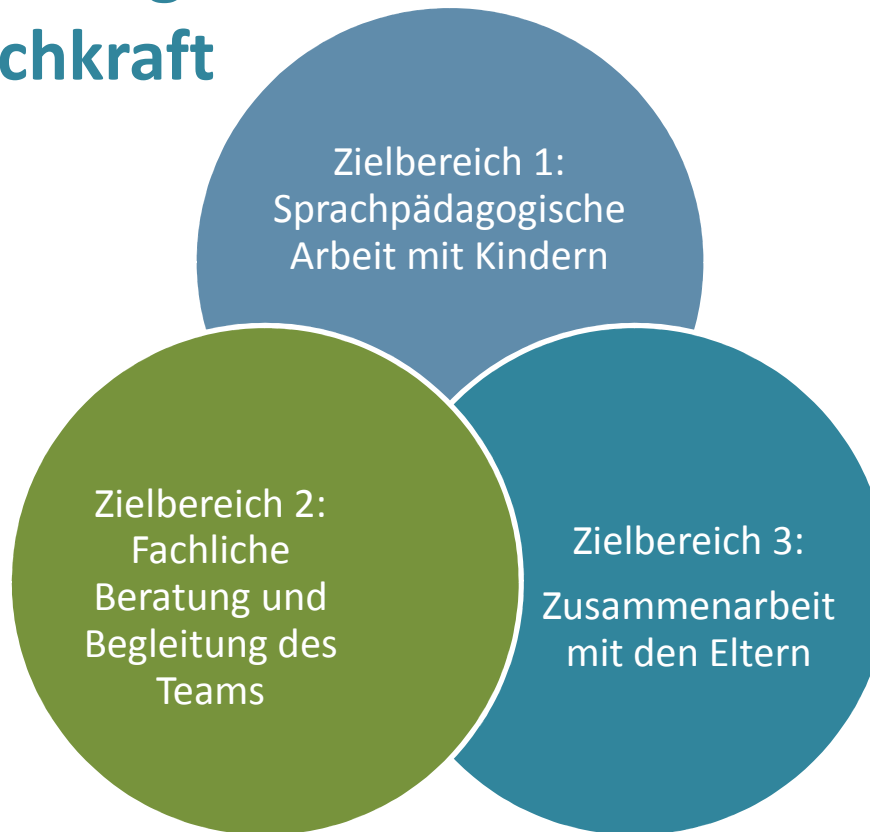 chkraft
Zielbereich 1:
Sprachpädagogische
Arbeit mit Kindern
Zielbereich 2:
Fachliche
Beratung und
Begleitung des
Teams
Zielbereich 3:
Zusammenarbeit
mit den Eltern